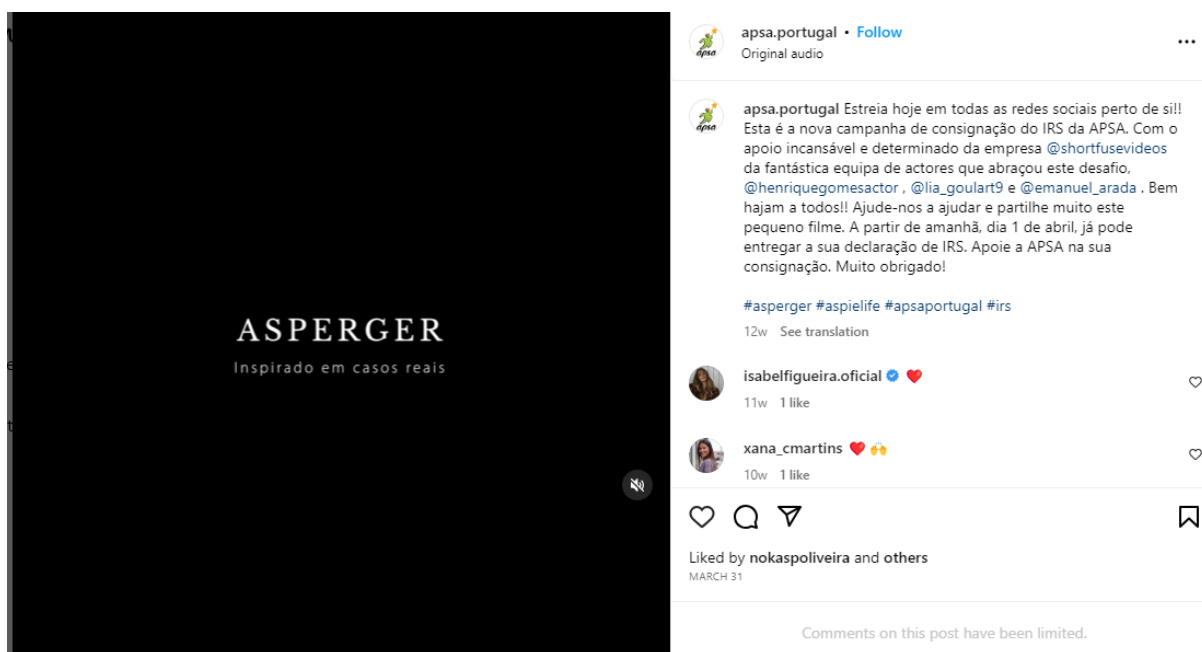 ASPERGER
Inspirado em casos reais
apsa.portugal • Follow
Original audio
apsa
apsa
apsa.portugal Estreia hoje em todas as redes sociais perto de si!!
Esta é a nova campanha de consignação do IRS da APSA. Com o
apoio incansável e determinado da empresa @shortfusevideos
da fantástica equipa de actores que abraçou este desafio,
@henriquegomesactor , @lia_goulart9 e @emanuel_arada . Bem
hajam a todos!! Ajude-nos a ajudar e partilhe muito este
pequeno filme. A partir de amanhã, dia 1 de abril, já pode
entregar a sua declaração de IRS. Apoie a APSA na sua
consignação. Muito obrigado!
#asperger #aspielife #apsaportugal #irs
12w See translation
isabelfigueira.oficial ❤️
11w 1 like
xana_cmartins ❤️ 🙌
10w 1 like
Liked by nokaspoliveira and others
MARCH 31
Comments on this post have been limited.